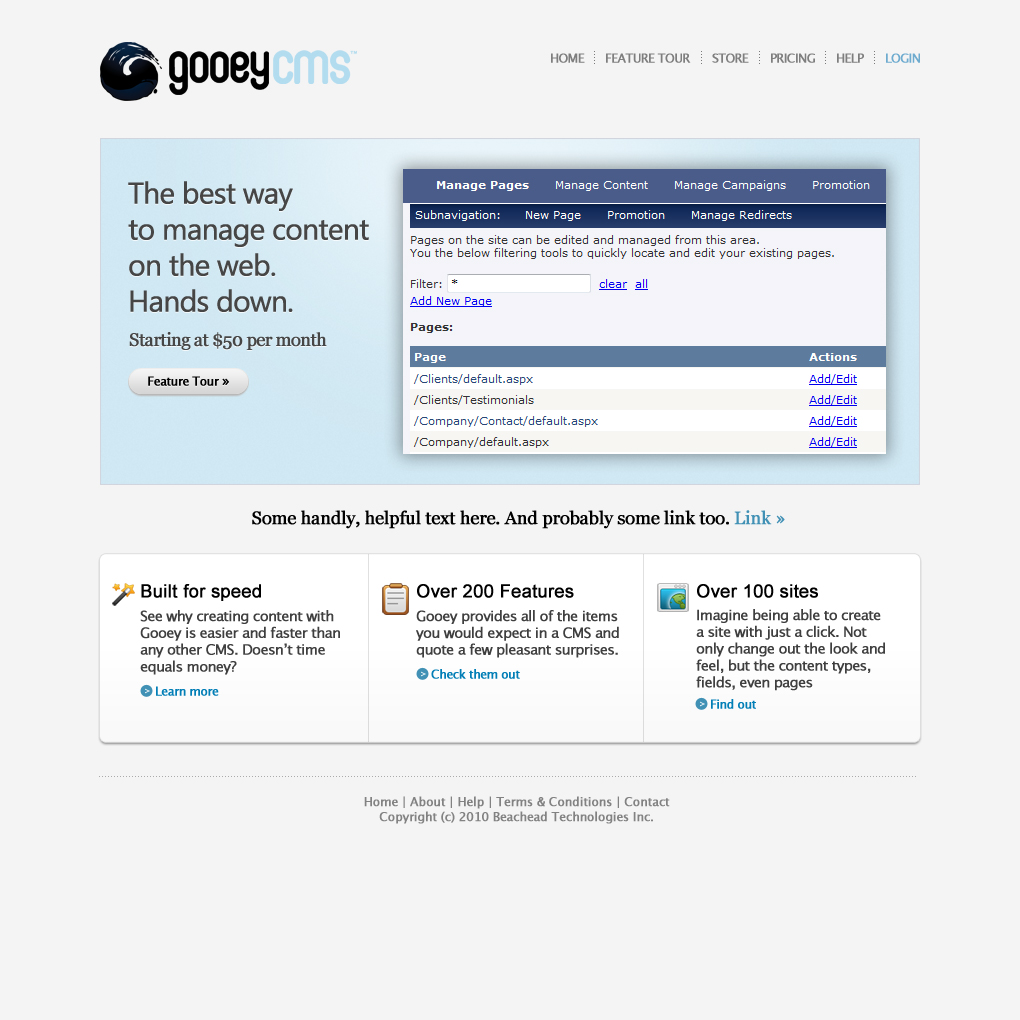 gooeycms™
HOME
FEATURE TOUR
STORE
PRICING
HELP
LOGIN
The best way
to manage content
on the web.
Hands down.
Starting at $50 per month
Feature Tour »
Manage Pages Manage Content Manage Campaigns Promotion
Subnavigation: New Page Promotion Manage Redirects
Pages on the site can be edited and managed from this area.
You the below filtering tools to quickly locate and edit your existing pages.
Filter: * clear all
Add New Page
Pages:
Page Actions
/Clients/default.aspx Add/Edit
/Clients/Testimonials Add/Edit
/Company/Contact/default.aspx Add/Edit
/Company/default.aspx Add/Edit
Some handly, helpful text here. And probably some link too. Link »
Built for speed
See why creating content with
Gooey is easier and faster than
any other CMS. Doesn’t time
equals money?
Learn more
Over 200 Features
Gooey provides all of the items
you would expect in a CMS and
quote a few pleasant surprises.
Check them out
Over 100 sites
Imagine being able to create
a site with just a click. Not
only change out the look and
feel, but the content types,
fields, even pages
Find out
Home | About | Help | Terms & Conditions | Contact
Copyright (c) 2010 Beachead Technologies Inc.